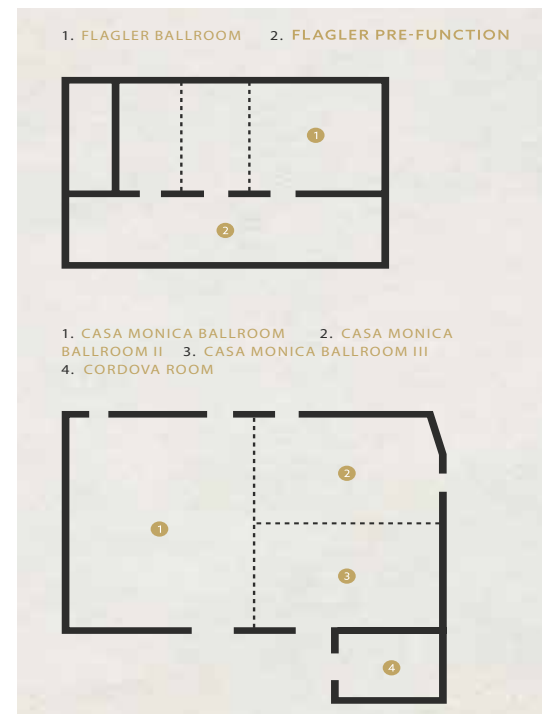 1. FLAGLER BALLROOM 2. FLAGLER PRE-FUNCTION
1
2
1. CASA MONICA BALLROOM 2. CASA MONICA
BALLROOM II 3. CASA MONICA BALLROOM III
4. CORDOVA ROOM
2
1
3
4